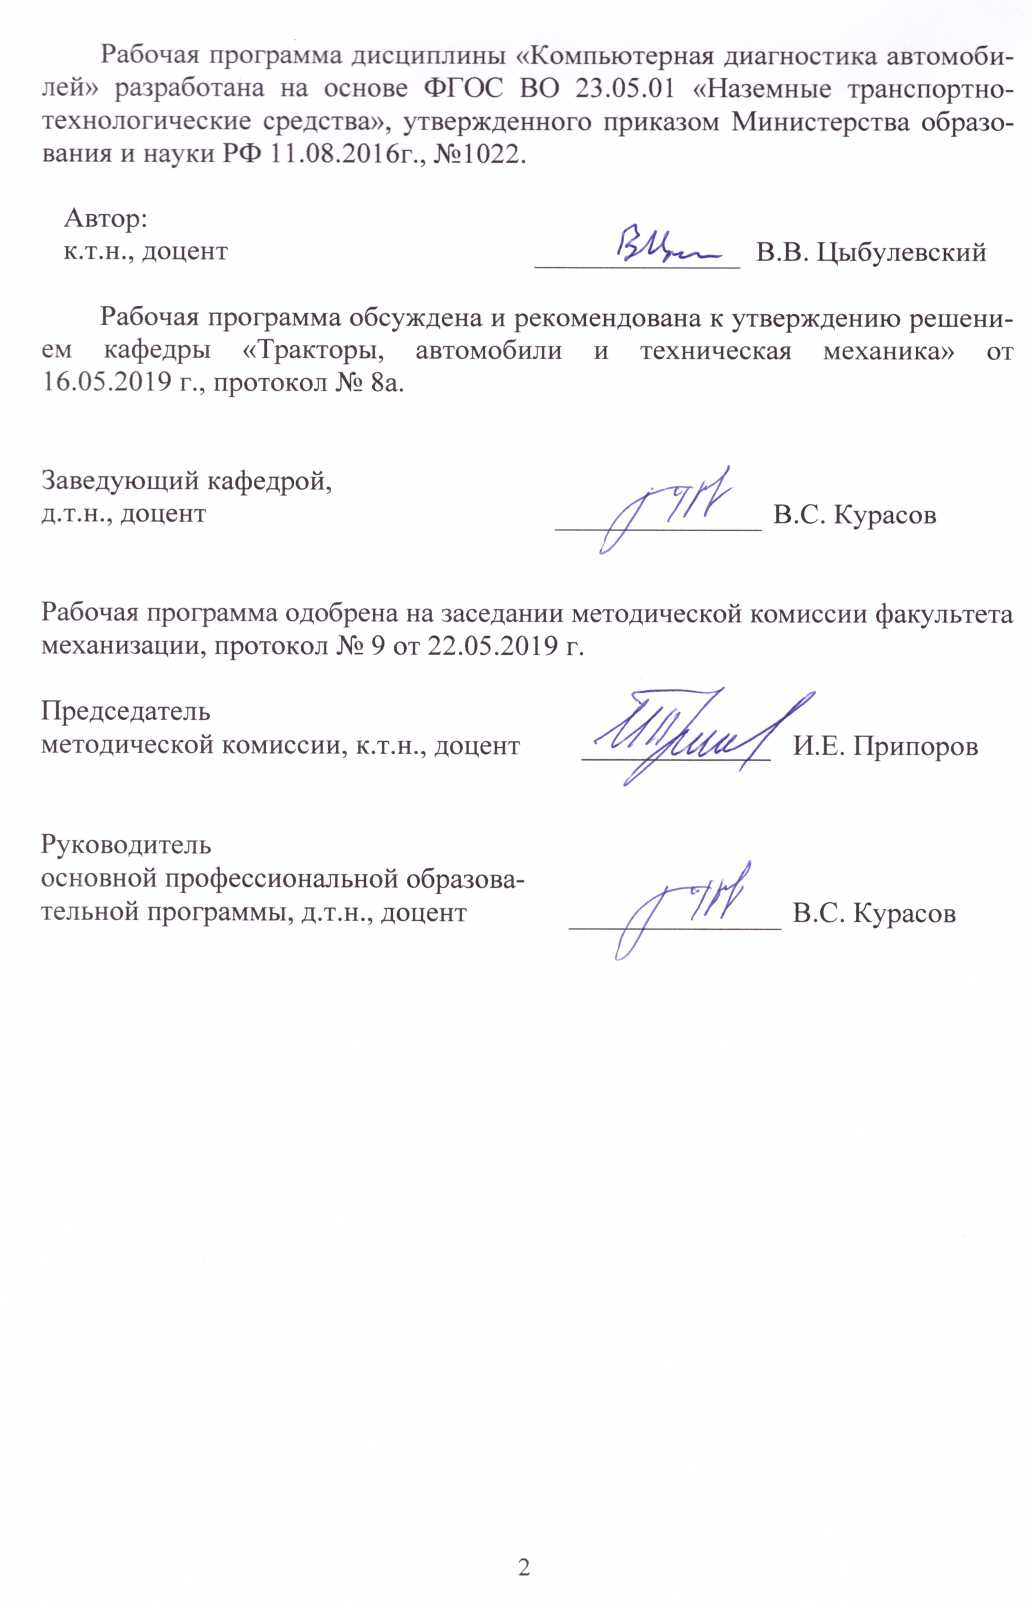 Рабочая программа дисциплины «Компьютерная диагностика автомоби-
лей» разработана на основе ФГОС ВО 23.05.01 «Наземные транспортно-
технологические средства», утвержденного приказом Министерства образо-
вания и науки РФ 11.08.2016г., №1022.
Автор:
к.т.н., доцент В.В. Цыбулевский
Рабочая программа обсуждена и рекомендована к утверждению решени-
ем кафедры «Тракторы, автомобили и техническая механика» от
16.05.2019 г., протокол № 8а.
Заведующий кафедрой,
д.т.н., доцент В.С. Курасов
Рабочая программа одобрена на заседании методической комиссии факультета
механизации, протокол № 9 от 22.05.2019 г.
Председатель
методической комиссии, к.т.н., доцент И.Е. Припоров
Руководитель
основной профессиональной образова-
тельной программы, д.т.н., доцент В.С. Курасов
2